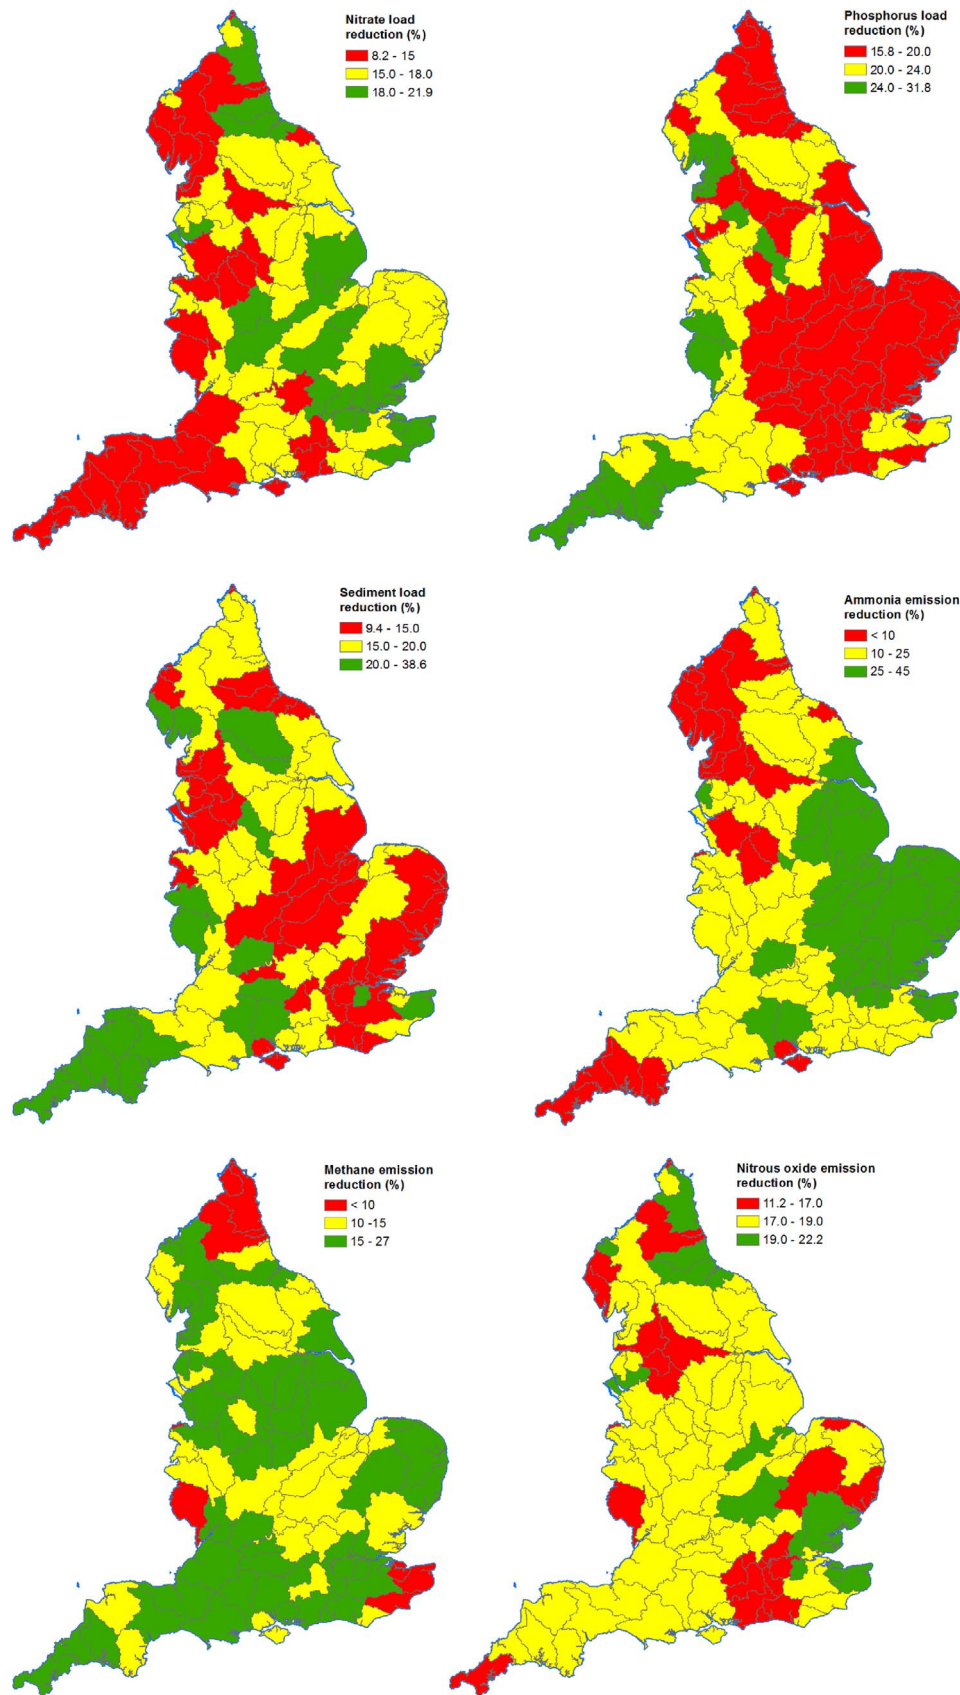 Nitrate load
reduction (%)
8.2 - 15
15.0 - 18.0
18.0 - 21.9
Phosphorus load
reduction (%)
15.8 - 20.0
20.0 - 24.0
24.0 - 31.8
Sediment load
reduction (%)
9.4 - 15.0
15.0 - 20.0
20.0 - 38.6
Ammonia emission
reduction (%)
< 10
10 - 25
25 - 45
Methane emission
reduction (%)
< 10
10 -15
15 - 27
Nitrous oxide emission
reduction (%)
11.2 - 17.0
17.0 - 19.0
19.0 - 22.2